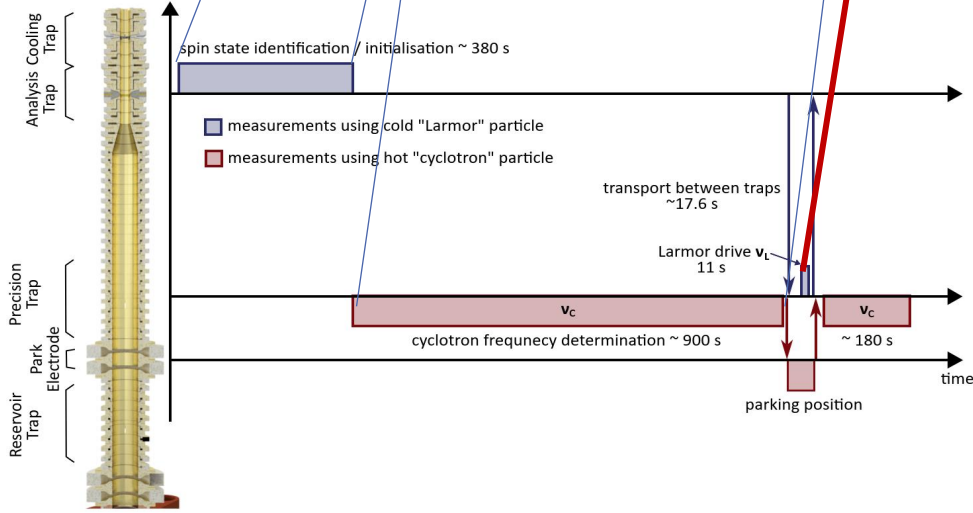 Cooling
Trap
Analysis
Trap
Precision
Trap
Park
Electrode
Reservoir
Trap
spin state identification / initialisation ~ 380 s
measurements using cold "Larmor" particle
measurements using hot "cyclotron" particle
transport between traps
~17.6 s
Larmor drive νL
11 s
νc
νc
cyclotron frequnecy determination ~ 900 s
~ 180 s
time
parking position